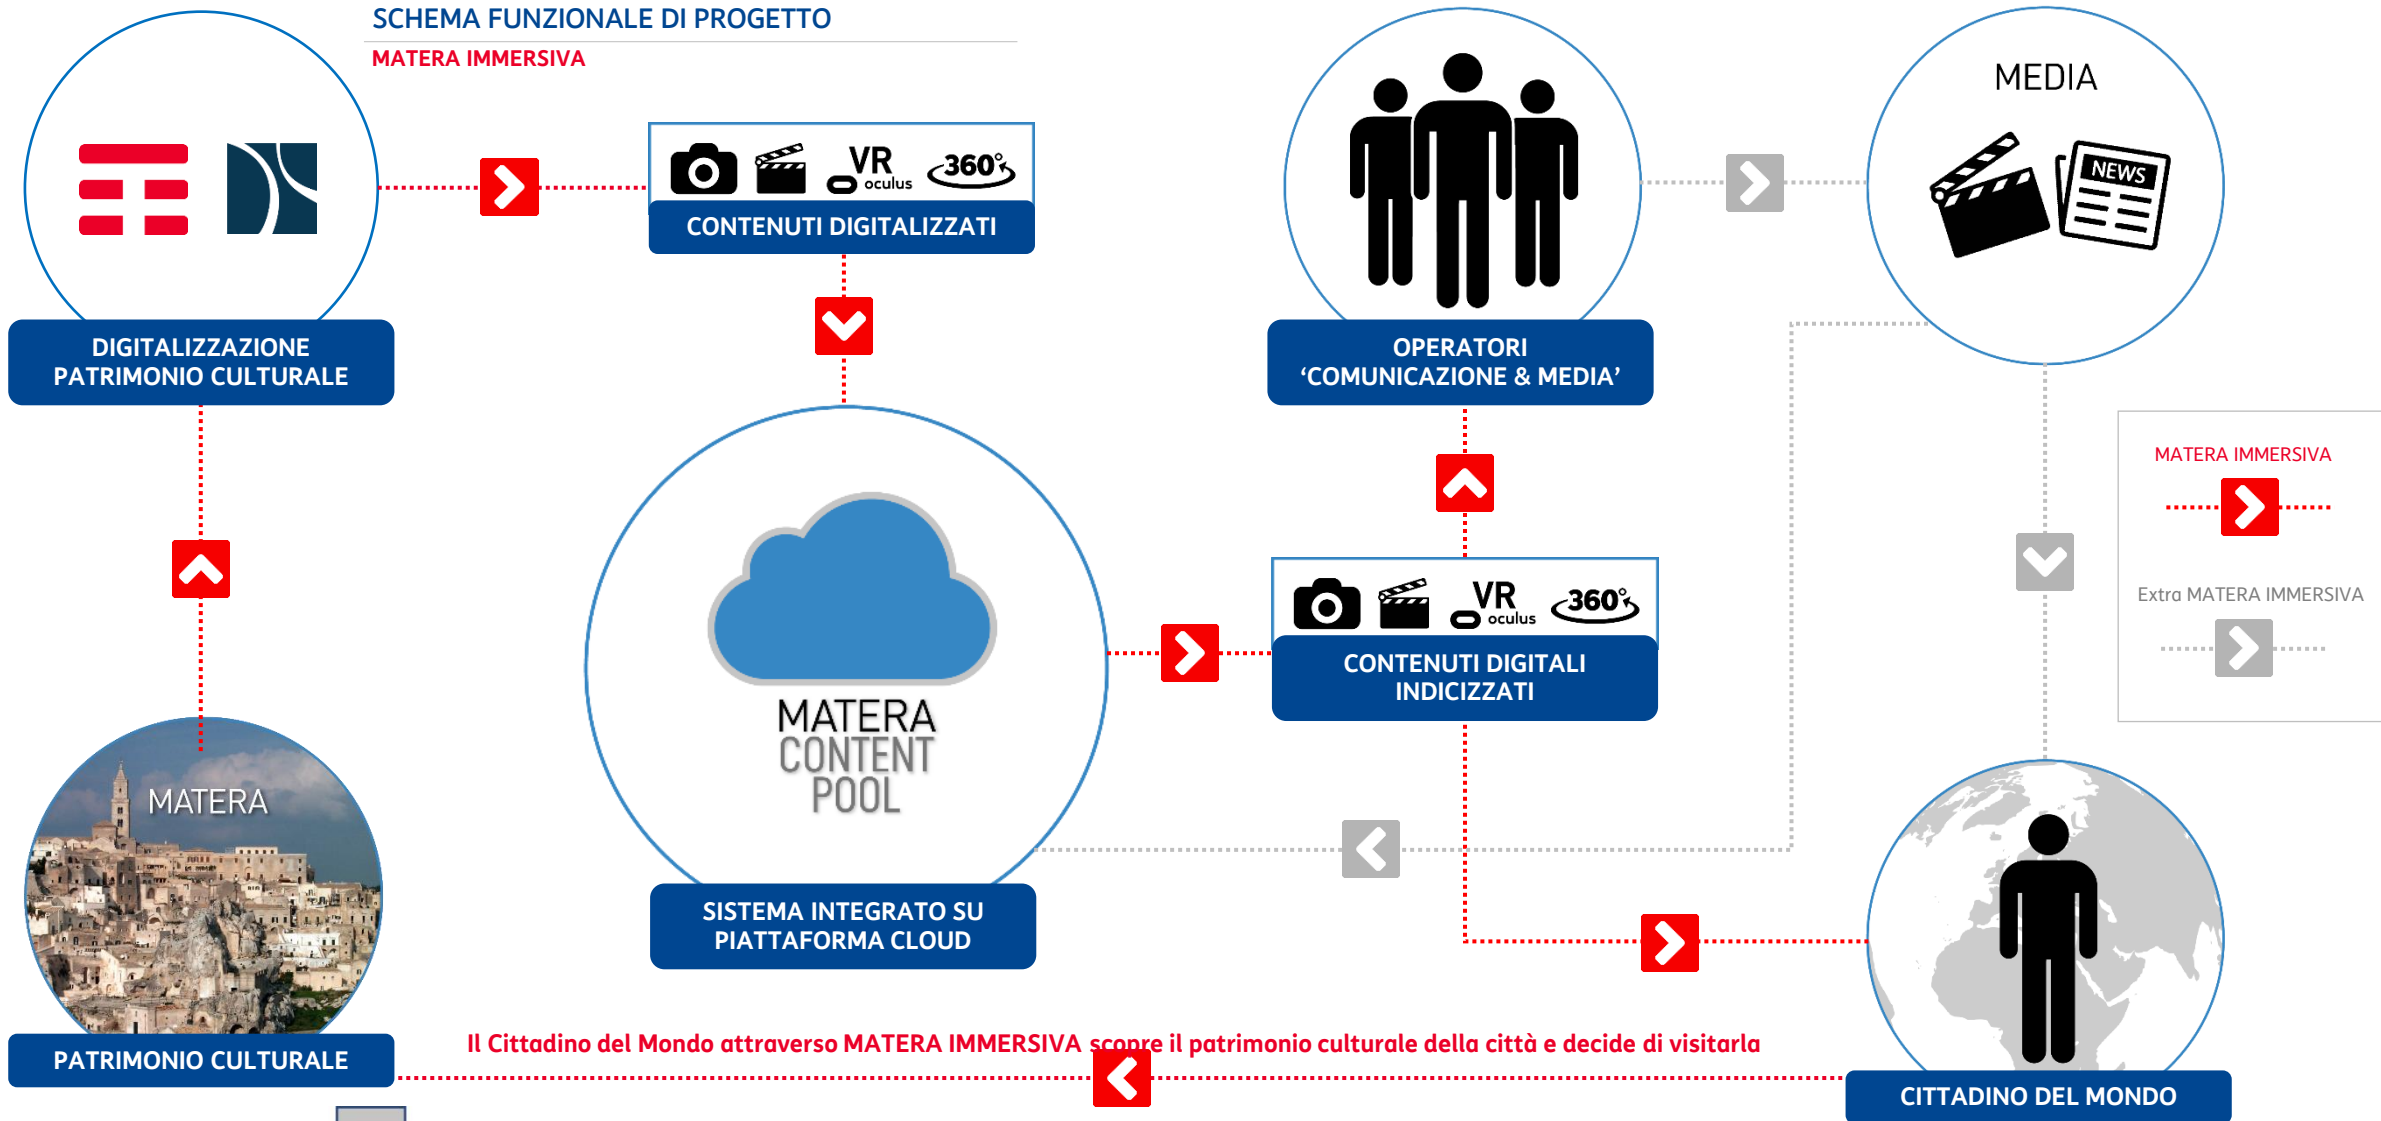 SCHEMA FUNZIONALE DI PROGETTO
MATERA IMMERSIVA
DIGITALIZZAZIONE
PATRIMONIO CULTURALE
VR
oculus
360°
CONTENUTI DIGITALIZZATI
OPERATORI
‘COMUNICAZIONE & MEDIA’
MEDIA
NEWS
MATERA IMMERSIVA
Extra MATERA IMMERSIVA
MATERA
CONTENT
POOL
SISTEMA INTEGRATO SU
PIATTAFORMA CLOUD
VR
oculus
360°
CONTENUTI DIGITALI
INDICIZZATI
MATERA
PATRIMONIO CULTURALE
Il Cittadino del Mondo attraverso MATERA IMMERSIVA scopre il patrimonio culturale della città e decide di visitarla
CITTADINO DEL MONDO